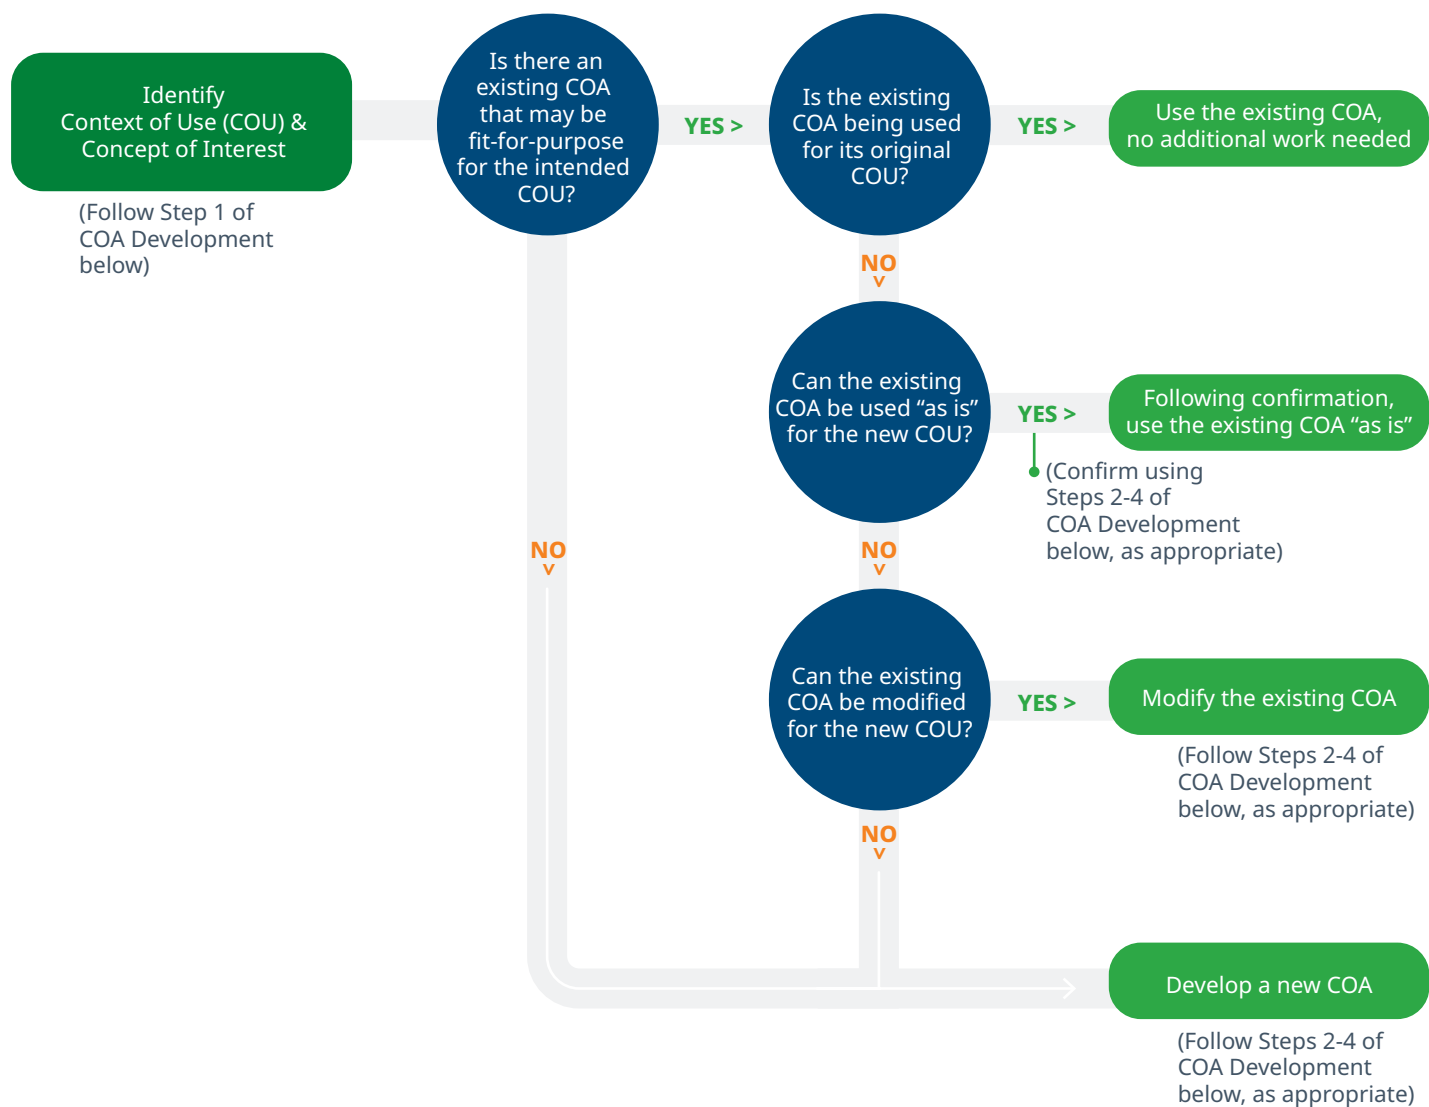 Identify
Context of Use (COU) &
Concept of Interest
(Follow Step 1 of
COA Development
below)
Is there an
existing COA
that may be
fit-for-purpose
for the intended
COU?
YES >
Is the existing
COA being used
for its original
COU?
YES >
Use the existing COA,
no additional work needed
NO
Can the existing
COA be used “as is”
for the new COU?
YES >
Following confirmation,
use the existing COA “as is”
(Confirm using
Steps 2-4 of
COA Development
below, as appropriate)
NO
NO
Can the existing
COA be modified
for the new COU?
YES >
Modify the existing COA
(Follow Steps 2-4 of
COA Development
below, as appropriate)
NO
Develop a new COA
(Follow Steps 2-4 of
COA Development
below, as appropriate)